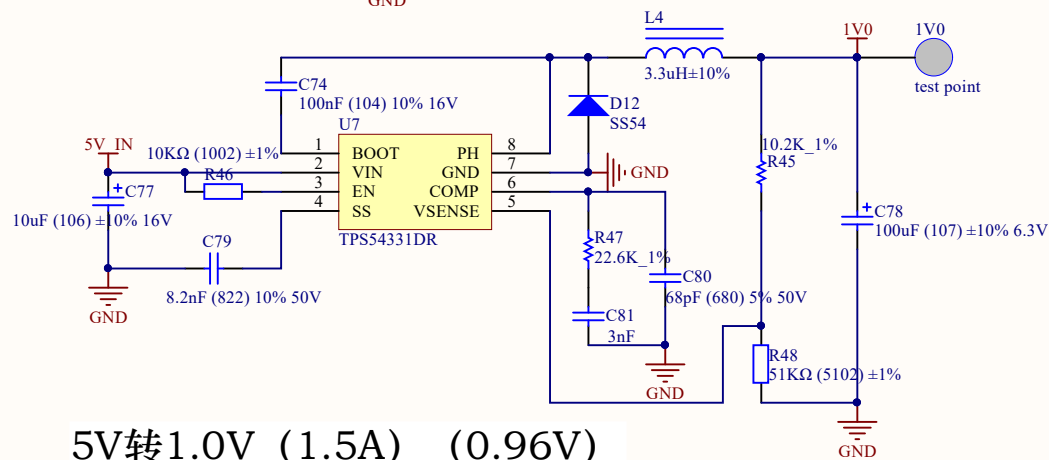 GND
L4
1V0
1V0
3.3uH±10%
test point
C74
100nF (104) 10% 16V
D12
SS54
U7
5V_IN
10KΩ (1002) ±1%
R46
1
2
3
4
BOOT
VIN
EN
SS
PH
GND
COMP
VSENSE
8
7
6
5
GND
10.2K_1%
R45
C77
10uF (106) ±10% 16V
TPS54331DR
C78
100uF (107) ±10% 6.3V
C79
8.2nF (822) 10% 50V
R47
22.6K_1%
C80
68pF (680) 5% 50V
C81
3nF
GND
R48
51KΩ (5102) ±1%
GND
GND
5V转1.0V（1.5A）（0.96V）